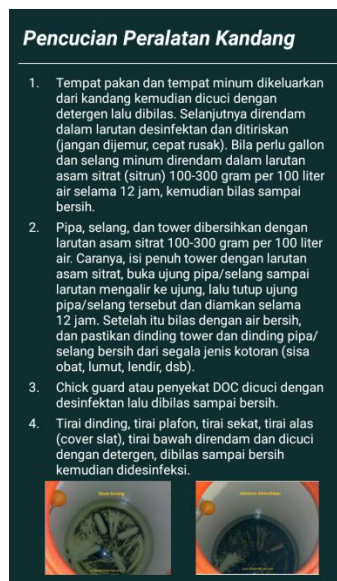 Pencucian Peralatan Kandang
1. Tempat pakan dan tempat minum dikeluarkan
dari kandang kemudian dicuci dengan
detergen lalu dibilas. Selanjutnya direndam
dalam larutan desinfektan dan ditiriskan
(jangan dijemur, cepat rusak). Bila perlu gallon
dan selang minum direndam dalam larutan
asam sitrat (sitrun) 100-300 gram per 100 liter
air selama 12 jam, kemudian bilas sampai
bersih.
2. Pipa, selang, dan tower dibersihkan dengan
larutan asam sitrat 100-300 gram per 100 liter
air. Caranya, isi penuh tower dengan larutan
asam sitrat, buka ujung pipa/selang sampai
larutan mengalir ke ujung, lalu tutup ujung
pipa/selang tersebut dan diamkan selama
12 jam. Setelah itu bilas dengan air bersih,
dan pastikan dinding tower dan dinding pipa/
selang bersih dari segala jenis kotoran (sisa
obat, lumut, lendir, dsb).
3. Chick guard atau penyekat DOC dicuci dengan
desinfektan lalu dibilas sampai bersih.
4. Tirai dinding, tirai plafon, tirai sekat, tirai alas
(cover slat), tirai bawah direndam dan dicuci
dengan detergen, dibilas sampai bersih
kemudian didesinfeksi.